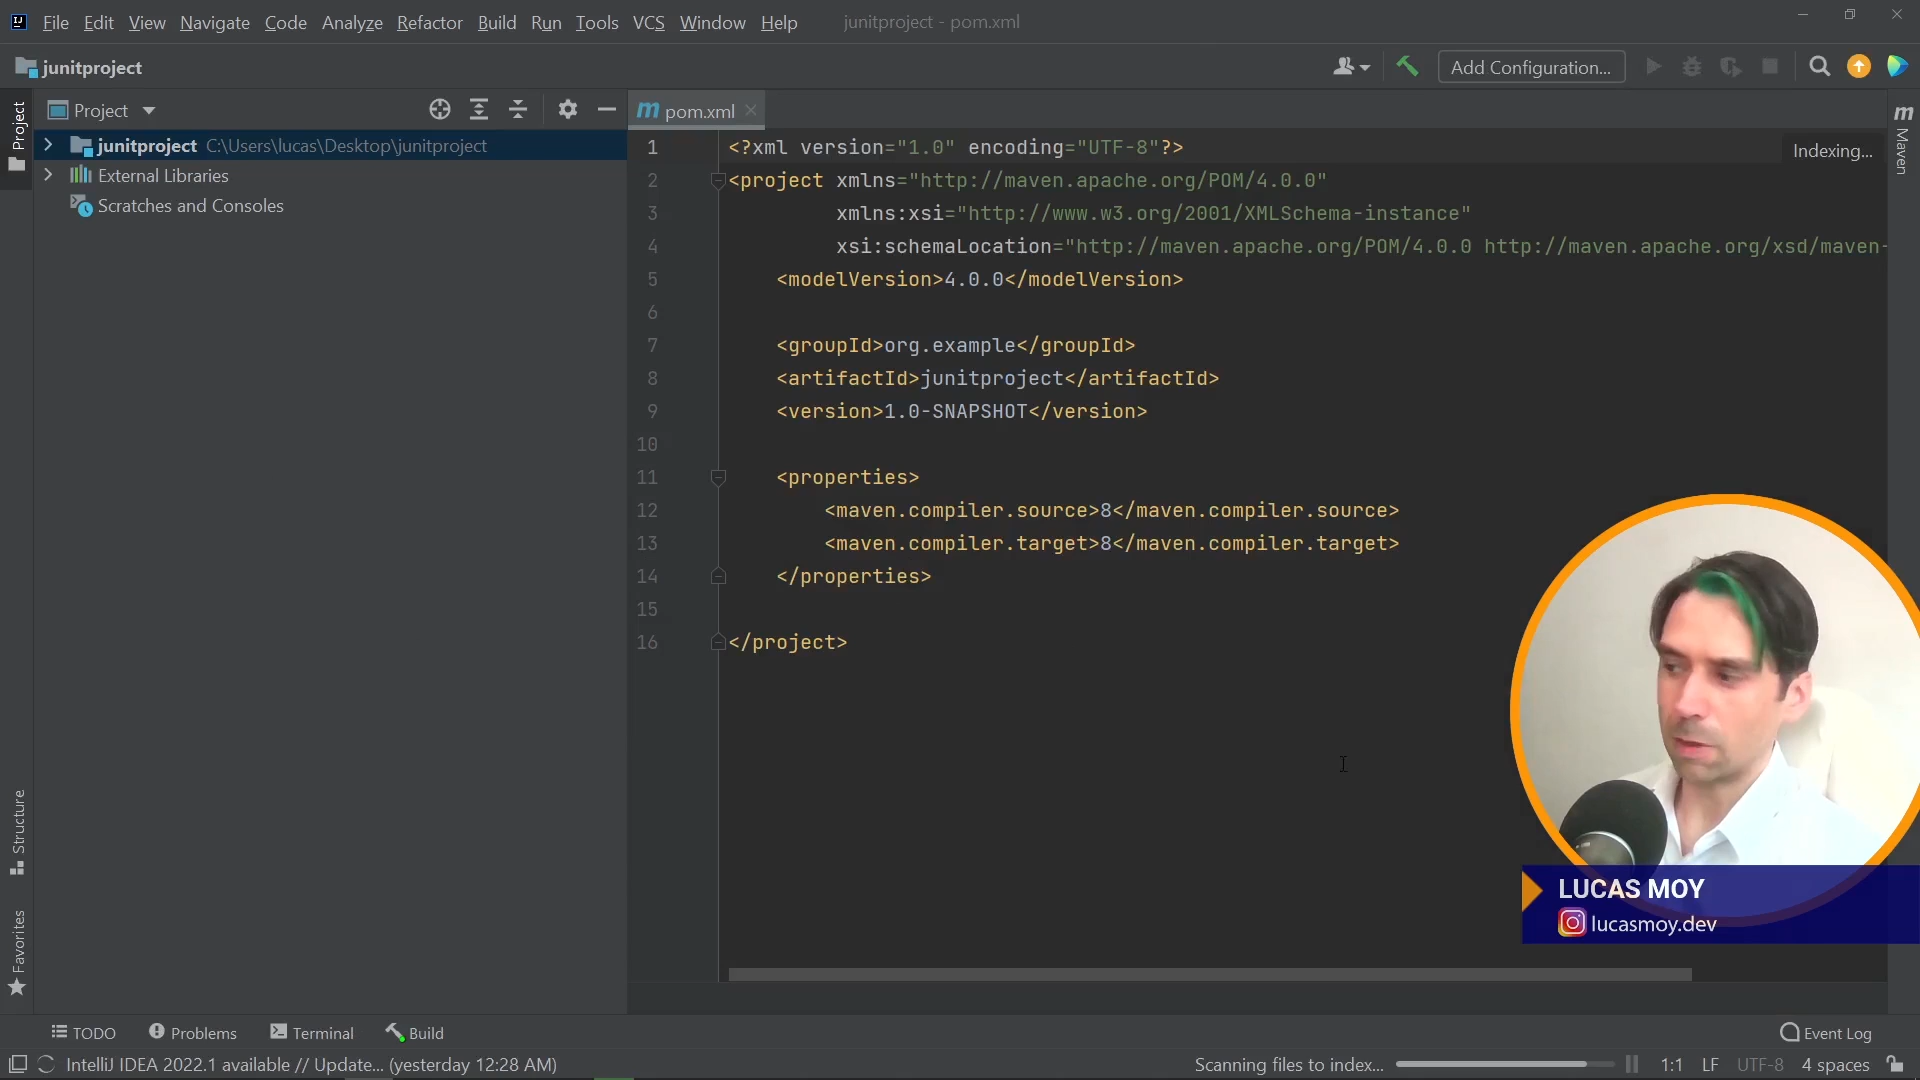 File Edit View Navigate Code Analyze Refactor Build Run Tools VCS Window Help junitproject - pom.xml
junitproject
Add Configuration...
Project
pom.xml
junitproject C:\Users\lucas\Desktop\junitproject
External Libraries
Scratches and Consoles
Project
Structure
Favorites
1 <?xml version="1.0" encoding="UTF-8"?>
2 <project xmlns="http://maven.apache.org/POM/4.0.0"
3 xmlns:xsi="http://www.w3.org/2001/XMLSchema-instance"
4 xsi:schemaLocation="http://maven.apache.org/POM/4.0.0 http://maven.apache.org/xsd/maven-
5 <modelVersion>4.0.0</modelVersion>
6
7 <groupId>org.example</groupId>
8 <artifactId>junitproject</artifactId>
9 <version>1.0-SNAPSHOT</version>
10
11 <properties>
12 <maven.compiler.source>8</maven.compiler.source>
13 <maven.compiler.target>8</maven.compiler.target>
14 </properties>
15
16 </project>
Indexing...
m Maven
LUCAS MOY
lucasmoy.dev
TODO Problems Terminal Build Event Log
IntelliJ IDEA 2022.1 available // Update... (yesterday 12:28 AM) Scanning files to index... 1:1 LF UTF-8 4 spaces